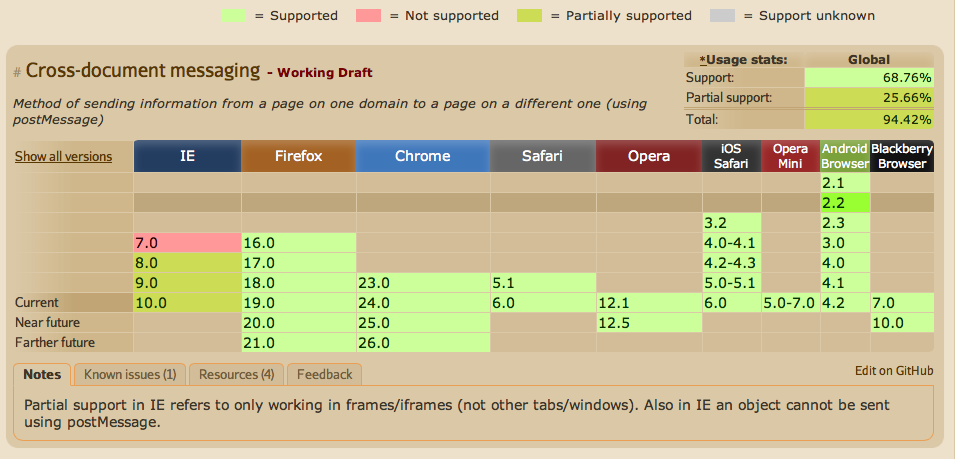 = Supported = Not supported = Partially supported = Support unknown
# Cross-document messaging - Working Draft
*Usage stats: Global
Support: 68.76%
Partial support: 25.66%
Total: 94.42%
Method of sending information from a page on one domain to a page on a different one (using
postMessage)
Show all versions IE Firefox Chrome Safari Opera iOS Safari Opera Mini Android Browser Blackberry Browser
2.1
2.2
3.2 2.3
7.0 16.0 4.0-4.1 3.0
8.0 17.0 4.2-4.3 4.0
9.0 18.0 23.0 5.1 5.0-5.1 4.1
Current 10.0 19.0 24.0 6.0 12.1 6.0 5.0-7.0 4.2 7.0
Near future 20.0 25.0 12.5 10.0
Farther future 21.0 26.0
Notes Known issues (1) Resources (4) Feedback Edit on GitHub
Partial support in IE refers to only working in frames/iframes (not other tabs/windows). Also in IE an object cannot be sent
using postMessage.